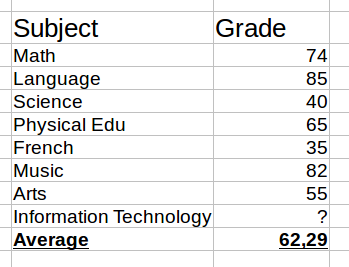 Subject Grade
Math 74
Language 85
Science 40
Physical Edu 65
French 35
Music 82
Arts 55
Information Technology ?
Average 62,29